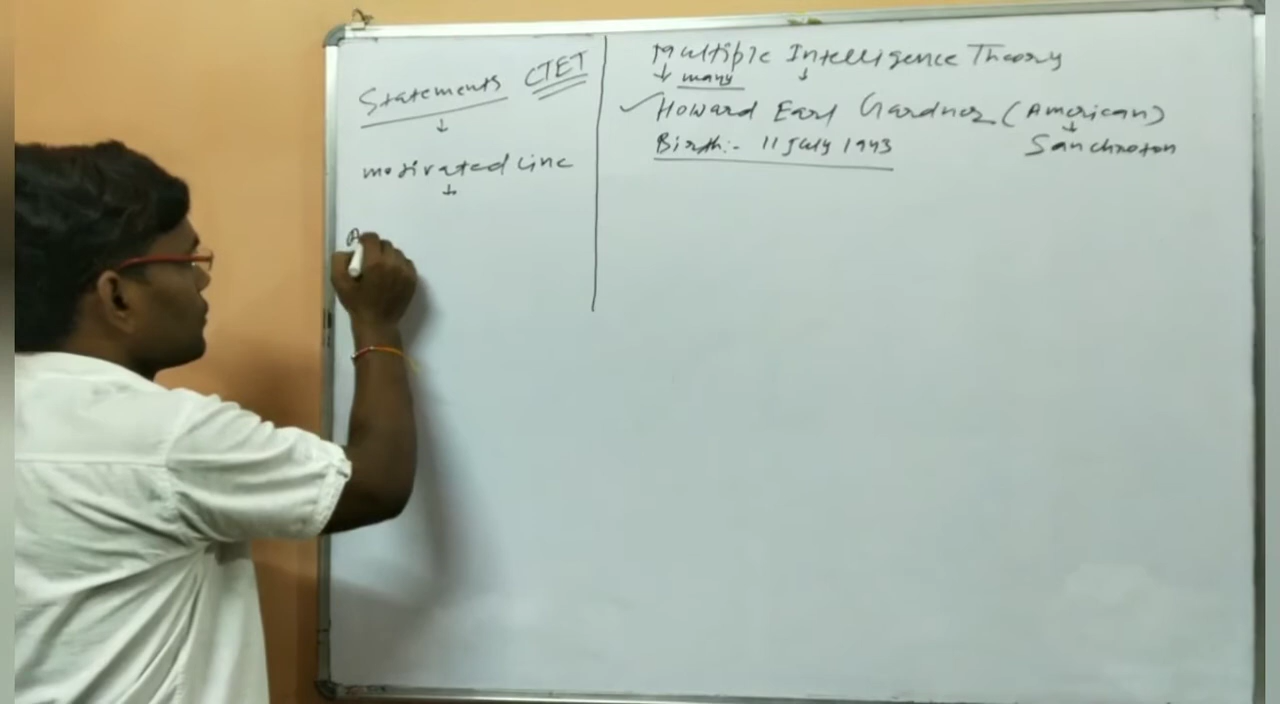 Statements CTET
motivated line
Multiple Intelligence Theory
many
Howard Earl Gardner (American)
Birth:- 11 July 1943